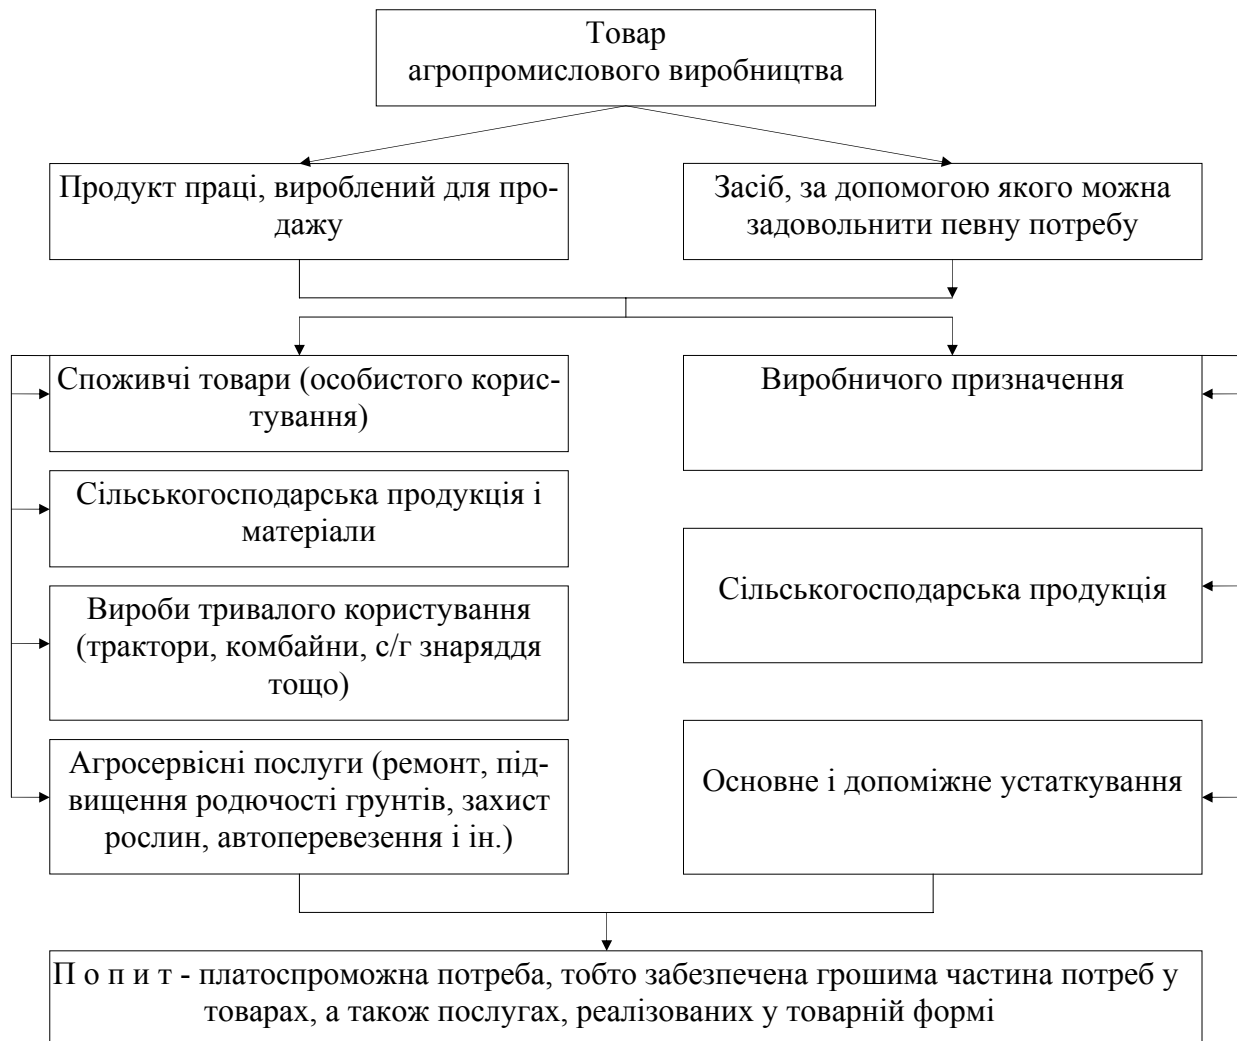 Товар
агропромислового виробництва
Продукт праці, вироблений для про-
дажу
Засіб, за допомогою якого можна
задовольнити певну потребу
Споживчі товари (особистого корис-
тування)
Виробничого призначення
Сільськогосподарська продукція і
матеріали
Сільськогосподарська продукція
Вироби тривалого користування
(трактори, комбайни, с/г знаряддя
тощо)
Агросервісні послуги (ремонт, під-
вищення родючості грунтів, захист
рослин, автоперевезення і ін.)
Основне і допоміжне устаткування
П о п и т - платоспроможна потреба, тобто забезпечена грошима частина потреб у
товарах, а також послугах, реалізованих у товарній формі